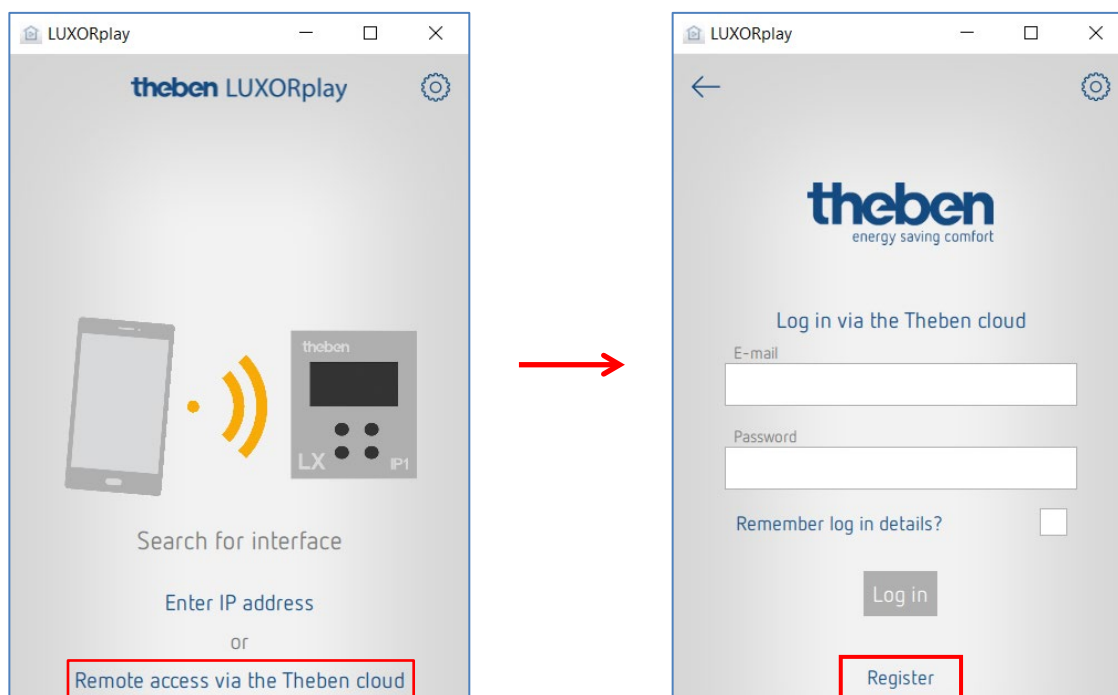 LUXORplay
theben LUXORplay
theben
LX
IP1
Search for interface
Enter IP address
or
Remote access via the Theben cloud
LUXORplay
theben
energy saving comfort
Log in via the Theben cloud
E-mail
Password
Remember log in details?
Log in
Register